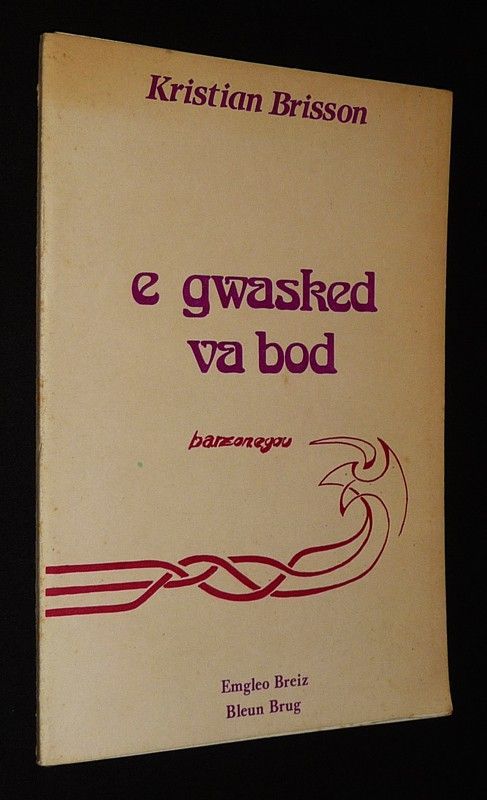 Kristian Brisson
e gwasked
va bod
barzonegou
Emgleo Breiz
Bleun Brug